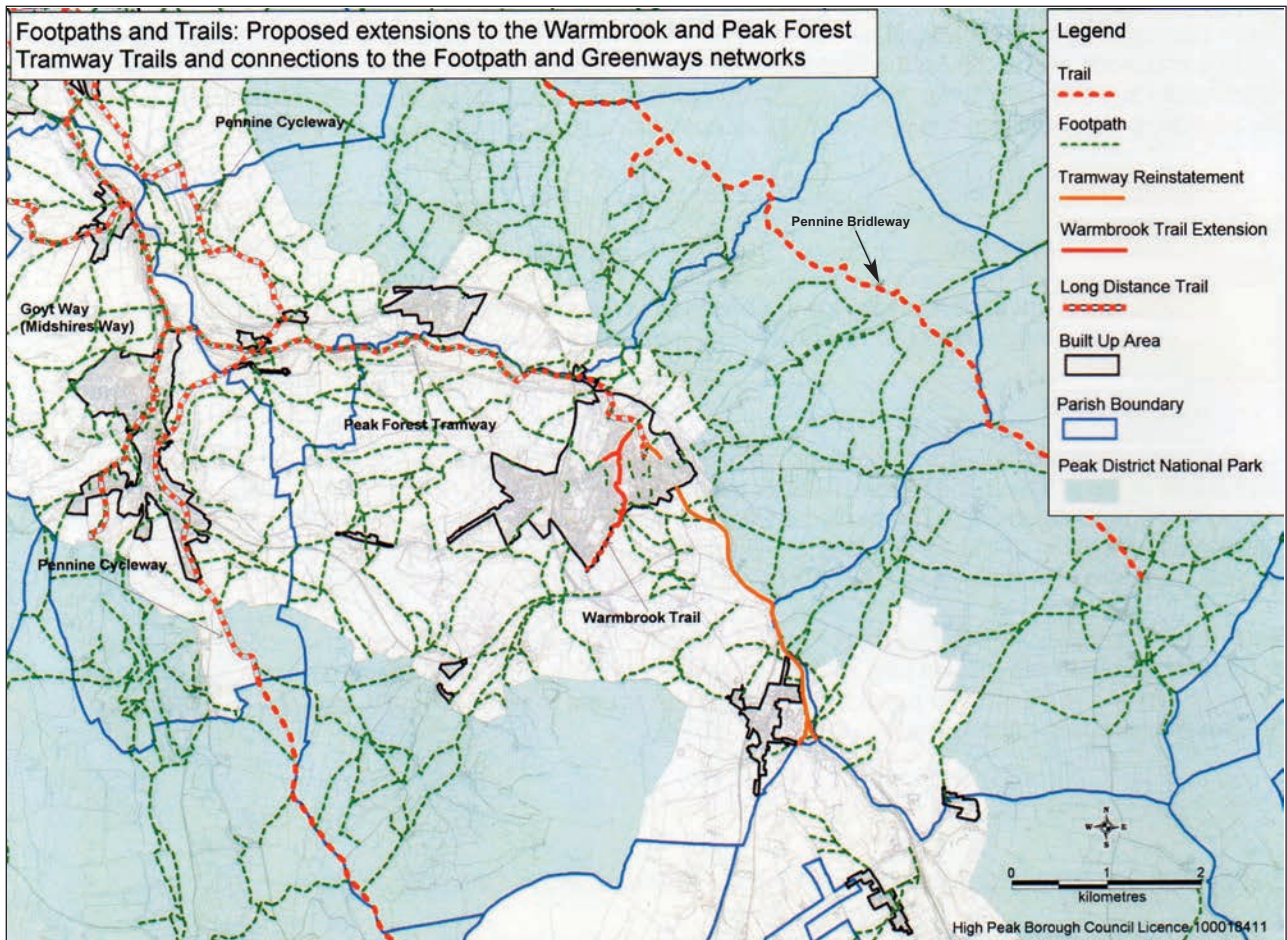 Footpaths and Trails: Proposed extensions to the Warmbrook and Peak Forest
Tramway Trails and connections to the Footpath and Greenways networks
Legend
Trail
Footpath
Tramway Reinstatement
Warmbrook Trail Extension
Long Distance Trail
Built Up Area
Parish Boundary
Peak District National Park
Pennine Cycleway
Pennine Bridleway
Goyt Way
(Midshires Way)
Peak Forest Tramway
Pennine Cycleway
Warmbrook Trail
N
W E
S
0 1 2
kilometres
High Peak Borough Council Licence 100018411